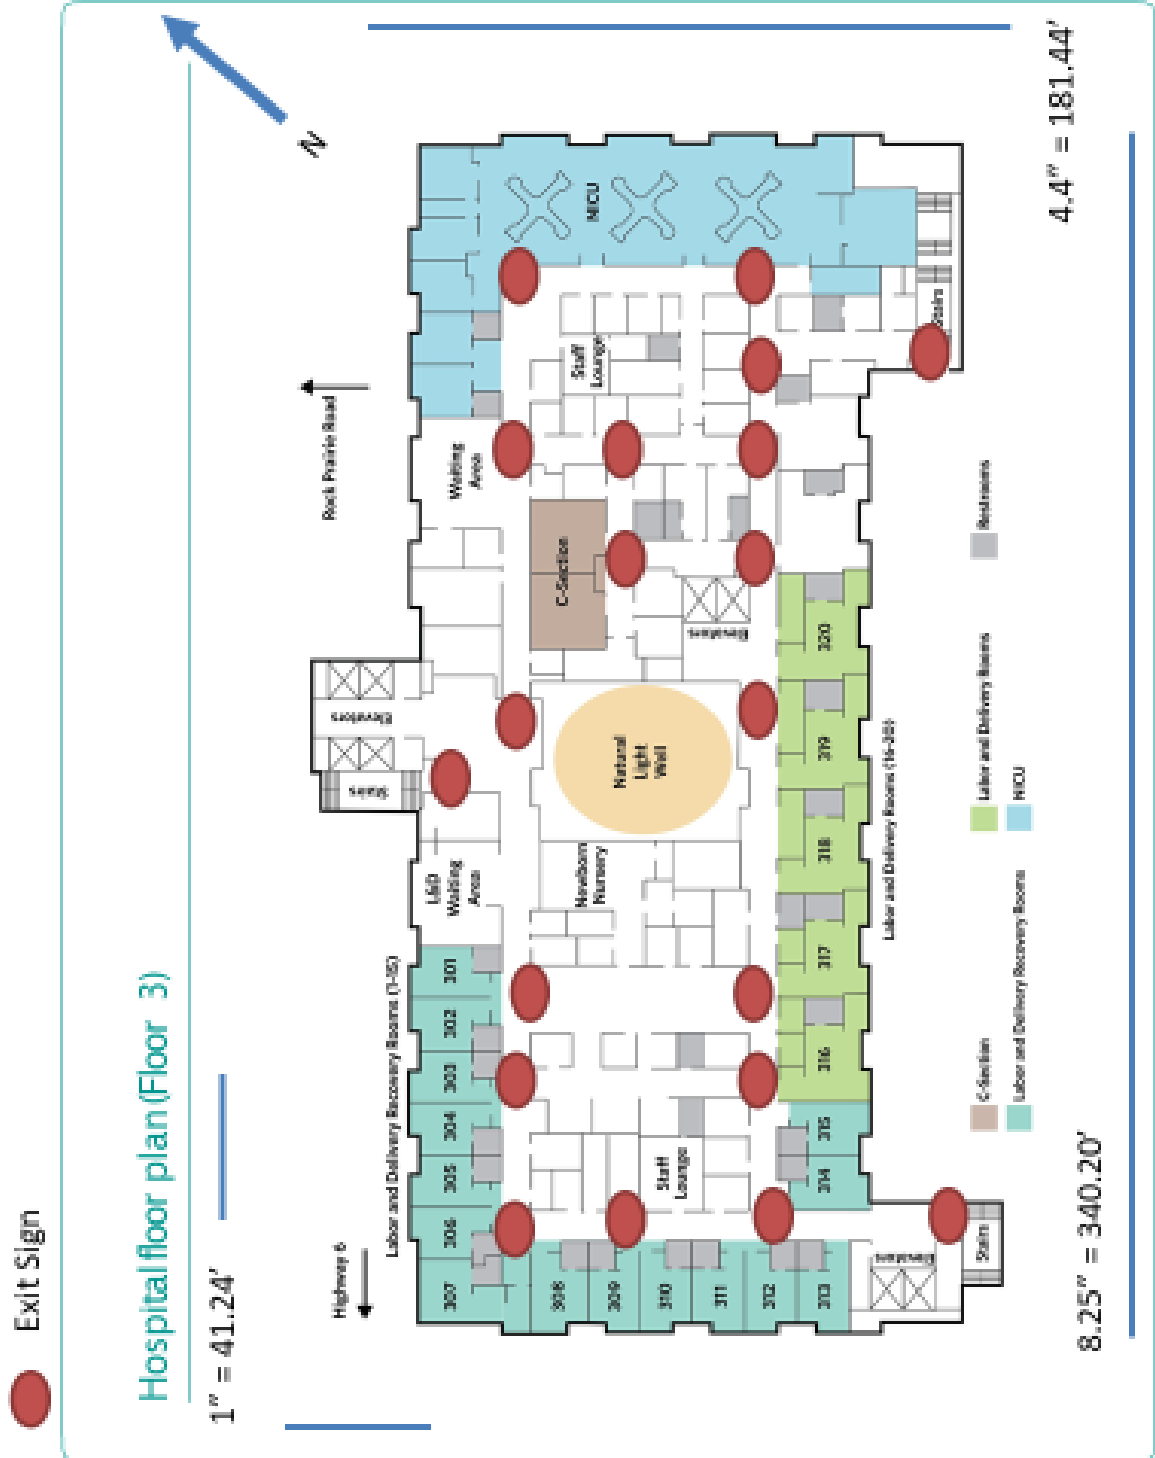 Exit Sign
Hospital floor plan (Floor 3)
1" = 41.24'
N
Rock Prairie Road
Highway 6
Labor and Delivery Recovery Rooms (1-15)
307
306
305
304
303
302
301
L&D
Waiting
Area
Stairs
Elevators
Waiting
Area
308
309
310
311
312
313
Staff
Lounge
Newborn
Nursery
Natural
Light
Well
C-Section
Elevators
Staff
Lounge
NICU
314
315
316
317
318
319
320
Elevators
Stairs
Stairs
Labor and Delivery Rooms (16-20)
C-Section
Labor and Delivery Rooms
Restrooms
Labor and Delivery Recovery Rooms
NICU
8.25" = 340.20'
4.4" = 181.44'